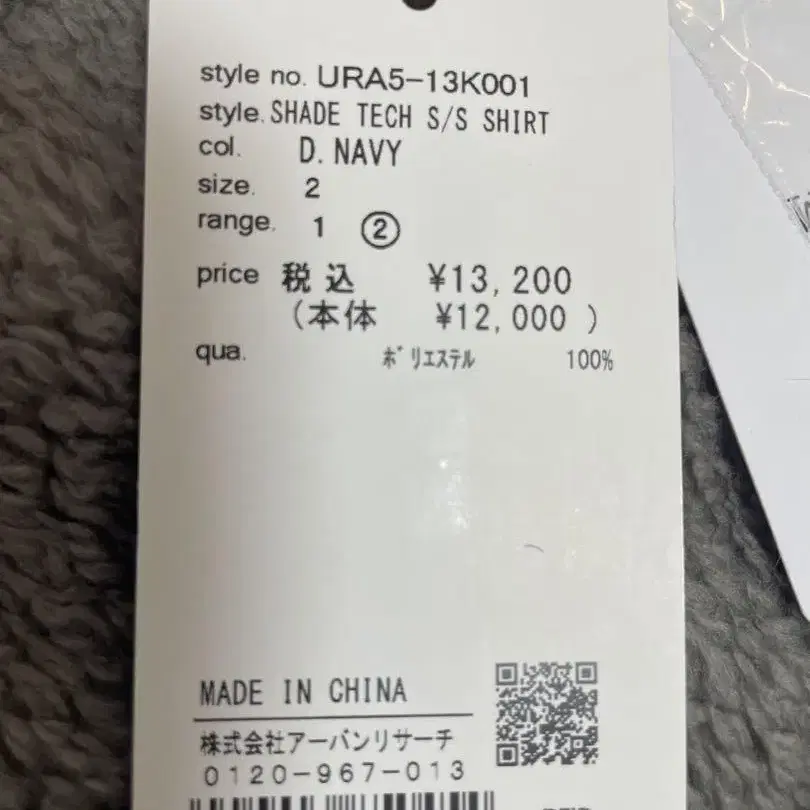 style no. URA5-13K001
style. SHADE TECH S/S SHIRT
col. D. NAVY
size. 2
range. 1 ②
price 税込 ¥13,200
(本体 ¥12,000 )
qua. ﾎﾟﾘｴｽﾃﾙ 100%
MADE IN CHINA
株式会社アーバンリサーチ
0120-967-013